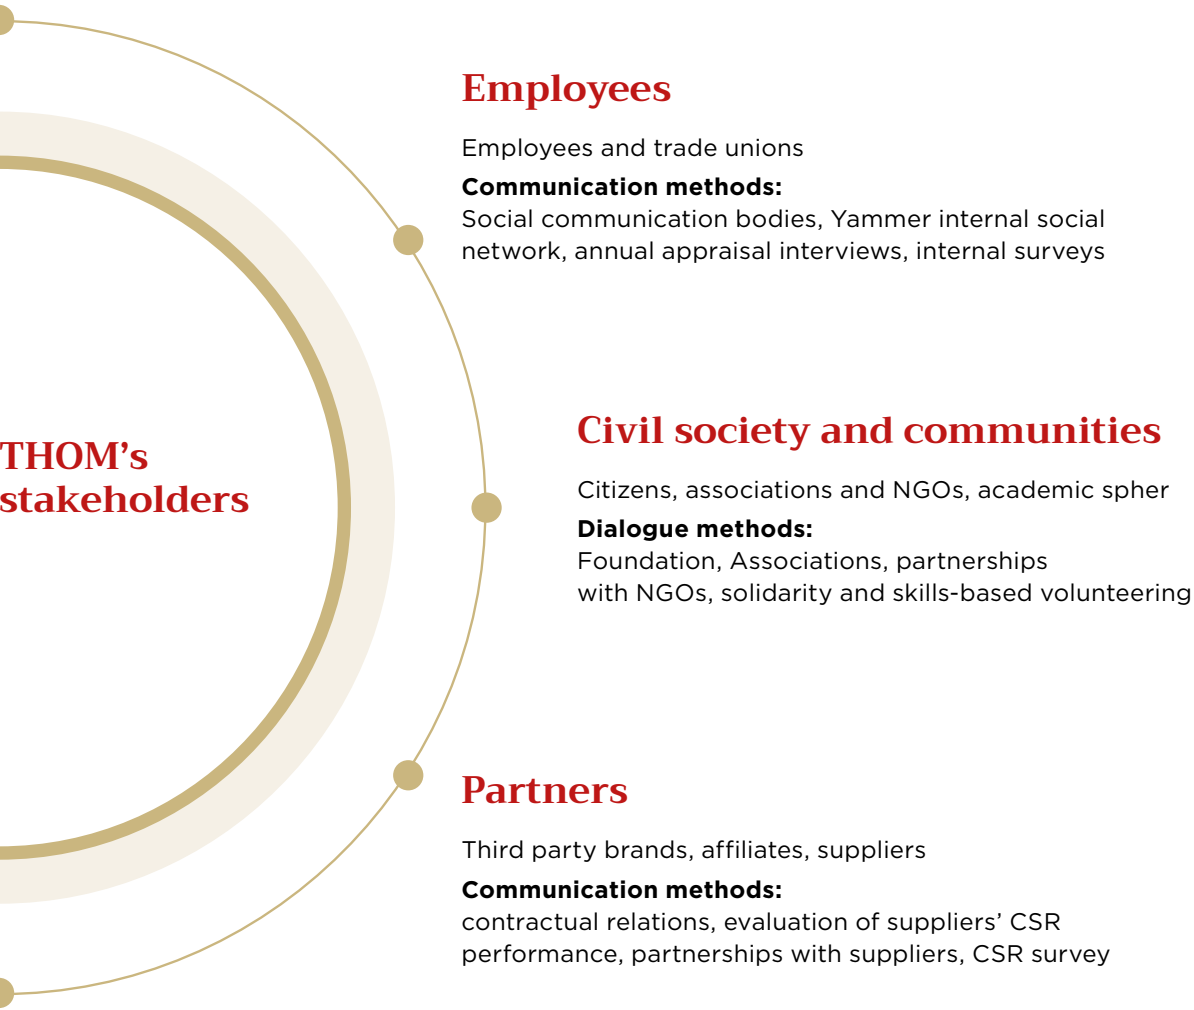 Employees
Employees and trade unions
Communication methods:
Social communication bodies, Yammer internal social
network, annual appraisal interviews, internal surveys
THOM's
stakeholders
Civil society and communities
Citizens, associations and NGOs, academic spher
Dialogue methods:
Foundation, Associations, partnerships
with NGOs, solidarity and skills-based volunteering
Partners
Third party brands, affiliates, suppliers
Communication methods:
contractual relations, evaluation of suppliers’ CSR
performance, partnerships with suppliers, CSR survey